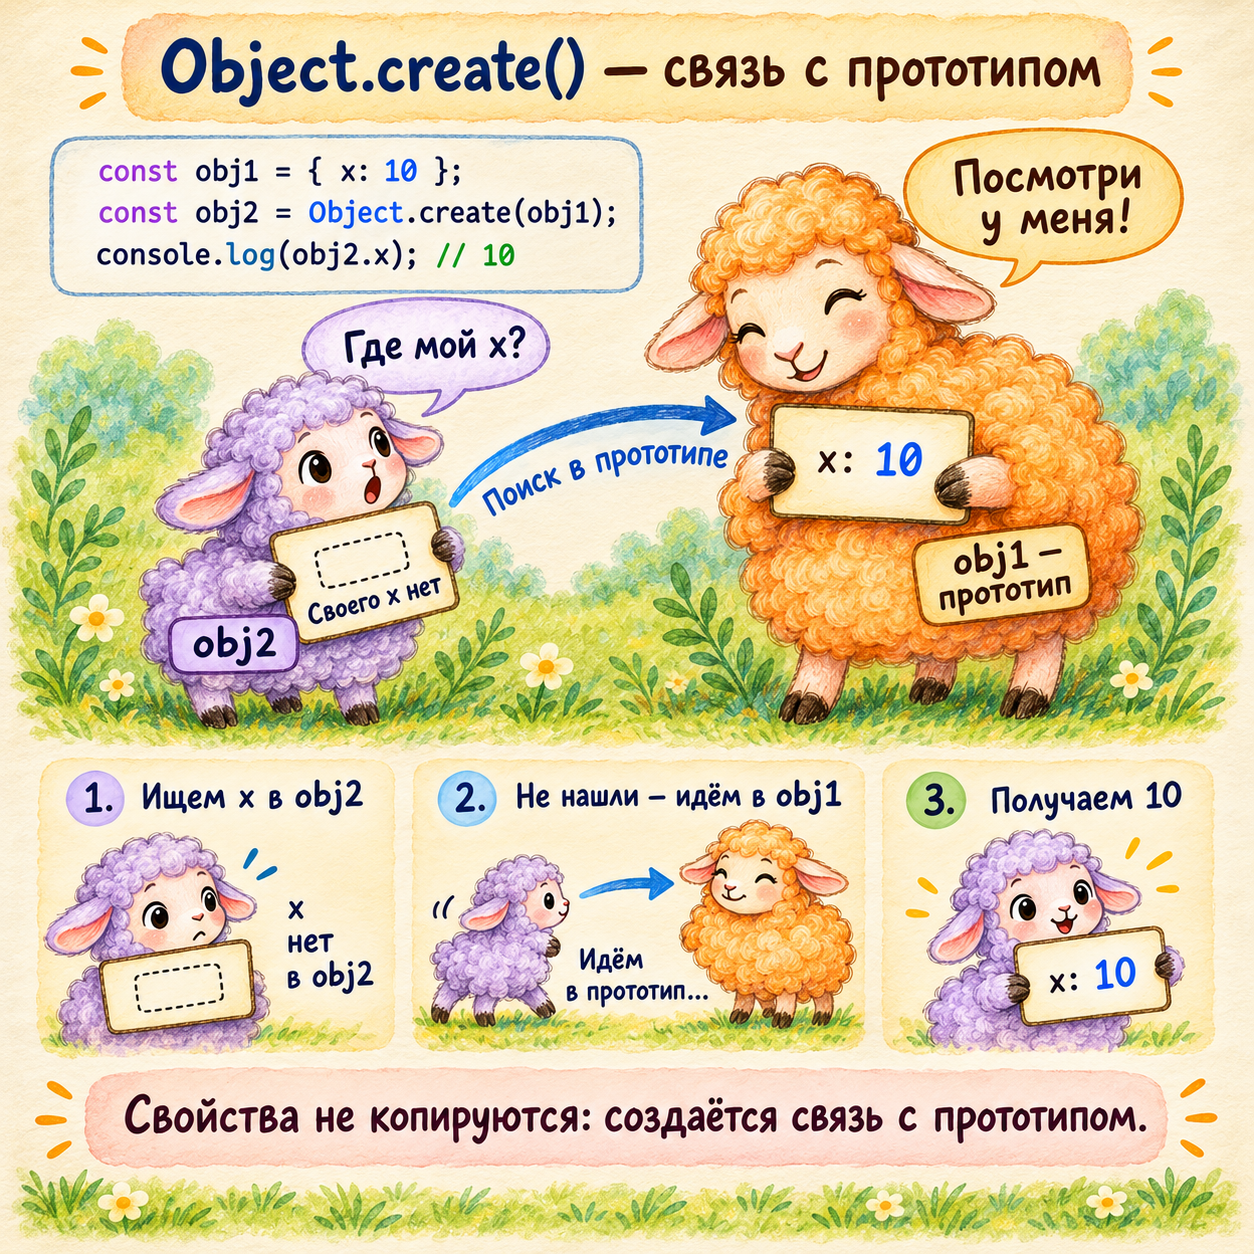 Object.create() — связь с прототипом
const obj1 = { x: 10 };
const obj2 = Object.create(obj1);
console.log(obj2.x); // 10
Посмотри
у меня!
Где мой x?
Поиск в прототипе
x: 10
Своего x нет
obj1 —
прототип
obj2
1. Ищем x в obj2
x
нет
в obj2
2. Не нашли — идём в obj1
Идём
в прототип...
3. Получаем 10
x: 10
Свойства не копируются: создаётся связь с прототипом.